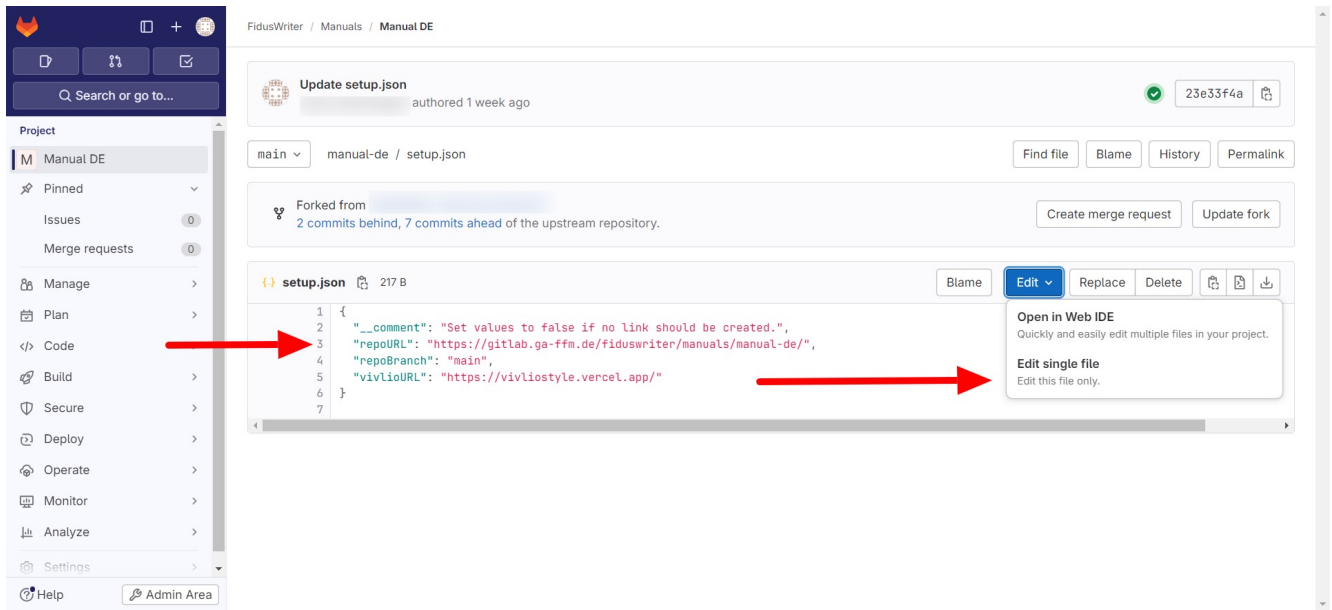 FidusWriter / Manuals / Manual DE
Search or go to...
Project
M Manual DE
Pinned
Issues 0
Merge requests 0
Manage
Plan
Code
Build
Secure
Deploy
Operate
Monitor
Analyze
Settings
Help
Admin Area
Update setup.json
authored 1 week ago
23e33f4a
main
manual-de / setup.json
Find file
Blame
History
Permalink
Forked from
2 commits behind, 7 commits ahead of the upstream repository.
Create merge request
Update fork
{..} setup.json 217 B
Blame
Edit
Replace
Delete
1 {
2 "__comment": "Set values to false if no link should be created.",
3 "repoURL": "https://gitlab.ga-ffm.de/fiduswriter/manuals/manual-de/",
4 "repoBranch": "main",
5 "vivlioURL": "https://vivliostyle.vercel.app/"
6 }
7
Open in Web IDE
Quickly and easily edit multiple files in your project.
Edit single file
Edit this file only.